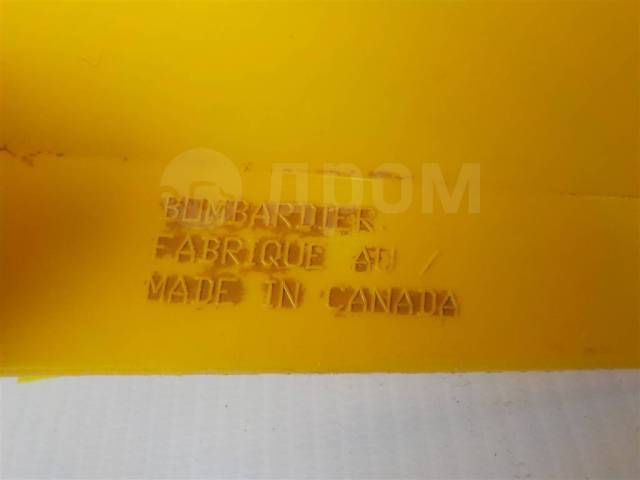 ДРОМ
BOMBARDIER
FABRIQUE AU /
MADE IN CANADA